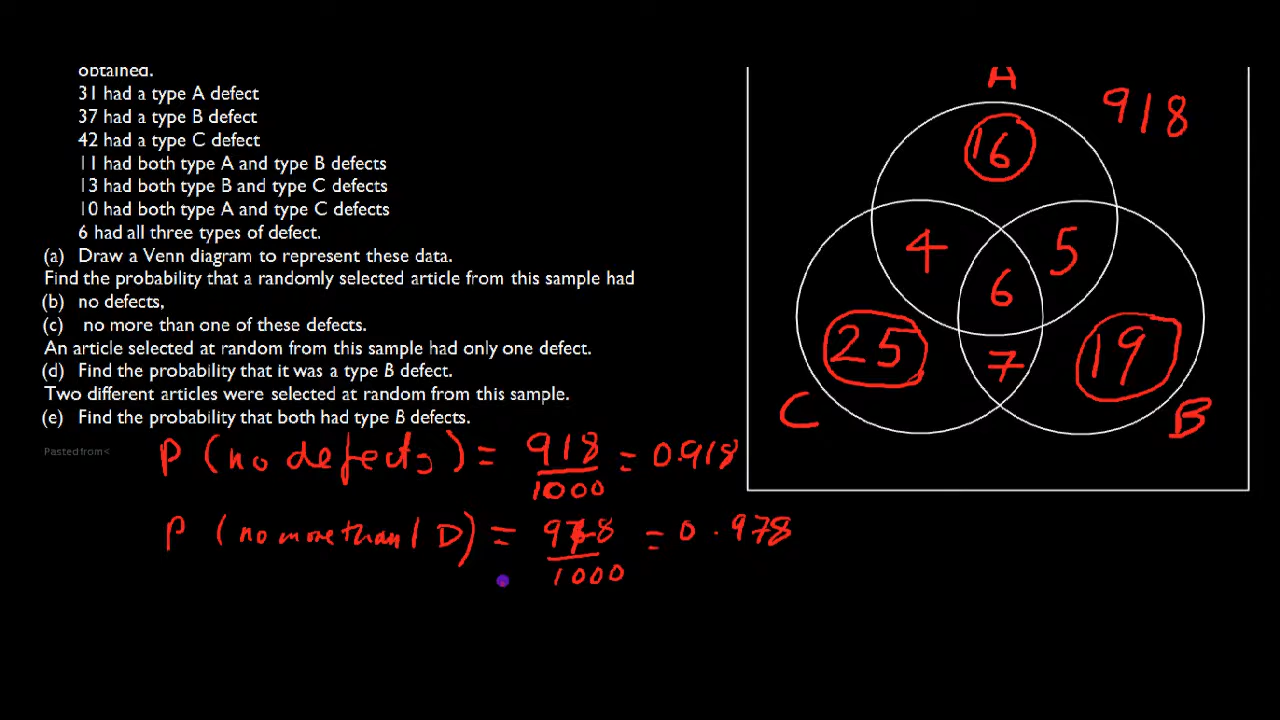 obtained.
31 had a type A defect
37 had a type B defect
42 had a type C defect
11 had both type A and type B defects
13 had both type B and type C defects
10 had both type A and type C defects
6 had all three types of defect.
(a) Draw a Venn diagram to represent these data.
Find the probability that a randomly selected article from this sample had
(b) no defects,
(c) no more than one of these defects.
An article selected at random from this sample had only one defect.
(d) Find the probability that it was a type B defect.
Two different articles were selected at random from this sample.
(e) Find the probability that both had type B defects.
Pasted from <
P (no defects) = 918/1000 = 0.918
P (no more than 1 D) = 978/1000 = 0.978
A
918
16
4
5
6
25
7
19
C
B